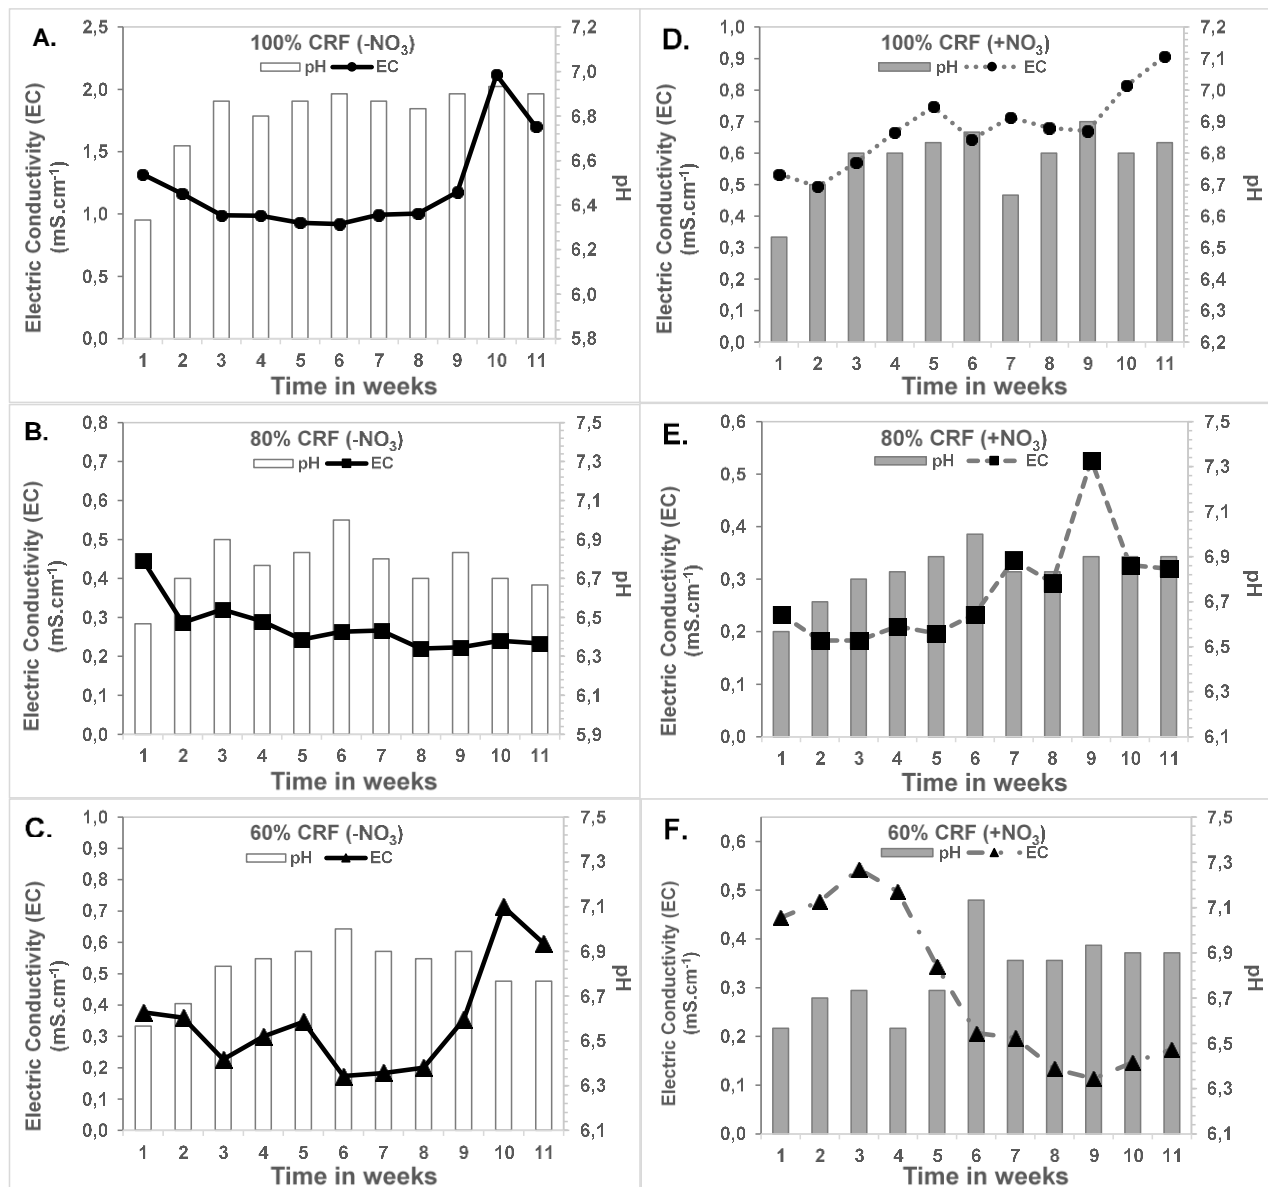 A.
100% CRF (-NO₃)
pH EC
Electric Conductivity (EC)
(mS.cm⁻¹)
2,5
2,0
1,5
1,0
0,5
0,0
7,2
7,0
6,8
6,6
6,4
6,2
6,0
5,8
pH
1 2 3 4 5 6 7 8 9 10 11
Time in weeks
D.
100% CRF (+NO₃)
pH EC
Electric Conductivity (EC)
(mS.cm⁻¹)
1,0
0,9
0,8
0,7
0,6
0,5
0,4
0,3
0,2
0,1
0,0
7,2
7,1
7,0
6,9
6,8
6,7
6,6
6,5
6,4
6,3
6,2
pH
1 2 3 4 5 6 7 8 9 10 11
Time in weeks
B.
80% CRF (-NO₃)
pH EC
Electric Conductivity (EC)
(mS.cm⁻¹)
0,8
0,7
0,6
0,5
0,4
0,3
0,2
0,1
0,0
7,5
7,3
7,1
6,9
6,7
6,5
6,3
6,1
5,9
pH
1 2 3 4 5 6 7 8 9 10 11
Time in weeks
E.
80% CRF (+NO₃)
pH EC
Electric Conductivity (EC)
(mS.cm⁻¹)
0,6
0,5
0,4
0,3
0,2
0,1
0,0
7,5
7,3
7,1
6,9
6,7
6,5
6,3
6,1
pH
1 2 3 4 5 6 7 8 9 10 11
Time in weeks
C.
60% CRF (-NO₃)
pH EC
Electric Conductivity (EC)
(mS.cm⁻¹)
1,0
0,9
0,8
0,7
0,6
0,5
0,4
0,3
0,2
0,1
0,0
7,5
7,3
7,1
6,9
6,7
6,5
6,3
6,1
pH
1 2 3 4 5 6 7 8 9 10 11
Time in weeks
F.
60% CRF (+NO₃)
pH EC
Electric Conductivity (EC)
(mS.cm⁻¹)
0,6
0,5
0,4
0,3
0,2
0,1
0,0
7,5
7,3
7,1
6,9
6,7
6,5
6,3
6,1
pH
1 2 3 4 5 6 7 8 9 10 11
Time in weeks